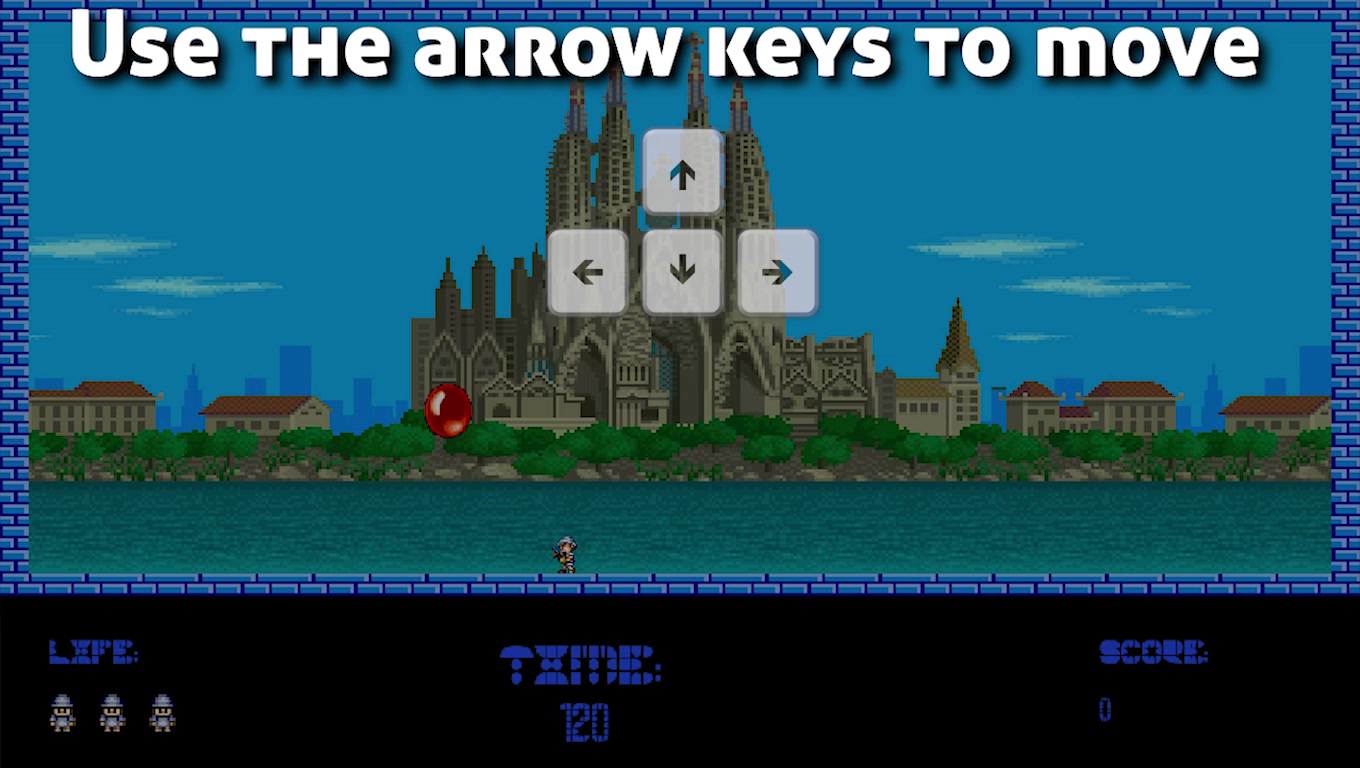 Use the arrow keys to move
↑
← ↓ →
LIFE:
TIME:
SCORE:
120
0